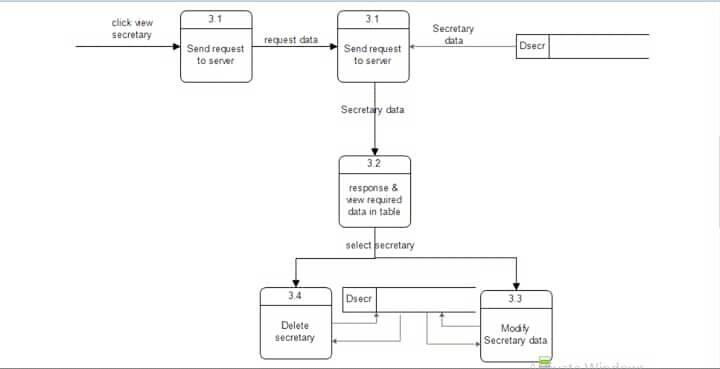 click view
secretary
3.1
Send request
to server
request data
3.1
Send request
to server
Secretary
data
Dsecr
Secretary data
3.2
response &
view required
data in table
select secretary
3.4
Delete
secretary
Dsecr
3.3
Modify
Secretary data